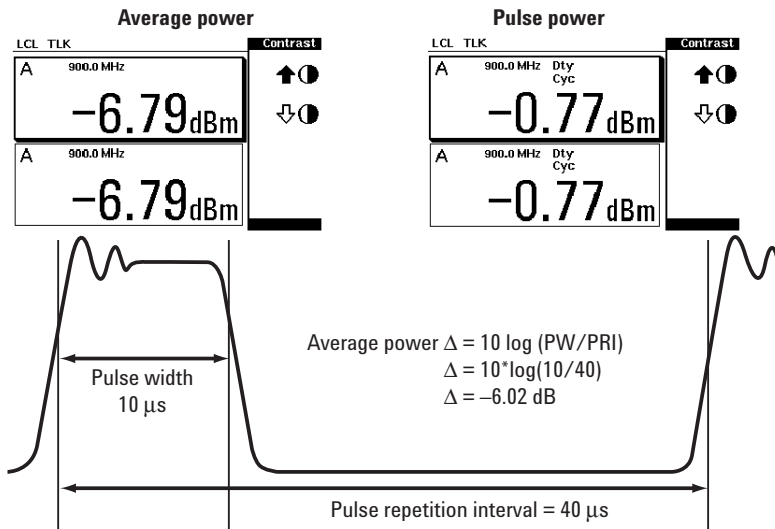 Average power
Pulse power
LCL TLK
Contrast
A 900.0 MHz
−6.79dBm
A 900.0 MHz
−6.79dBm
LCL TLK
Contrast
A 900.0 MHz Dty
Cyc
−0.77dBm
A 900.0 MHz Dty
Cyc
−0.77dBm
Average power Δ = 10 log (PW/PRI)
Δ = 10*log(10/40)
Δ = –6.02 dB
Pulse width
10 µs
Pulse repetition interval = 40 µs